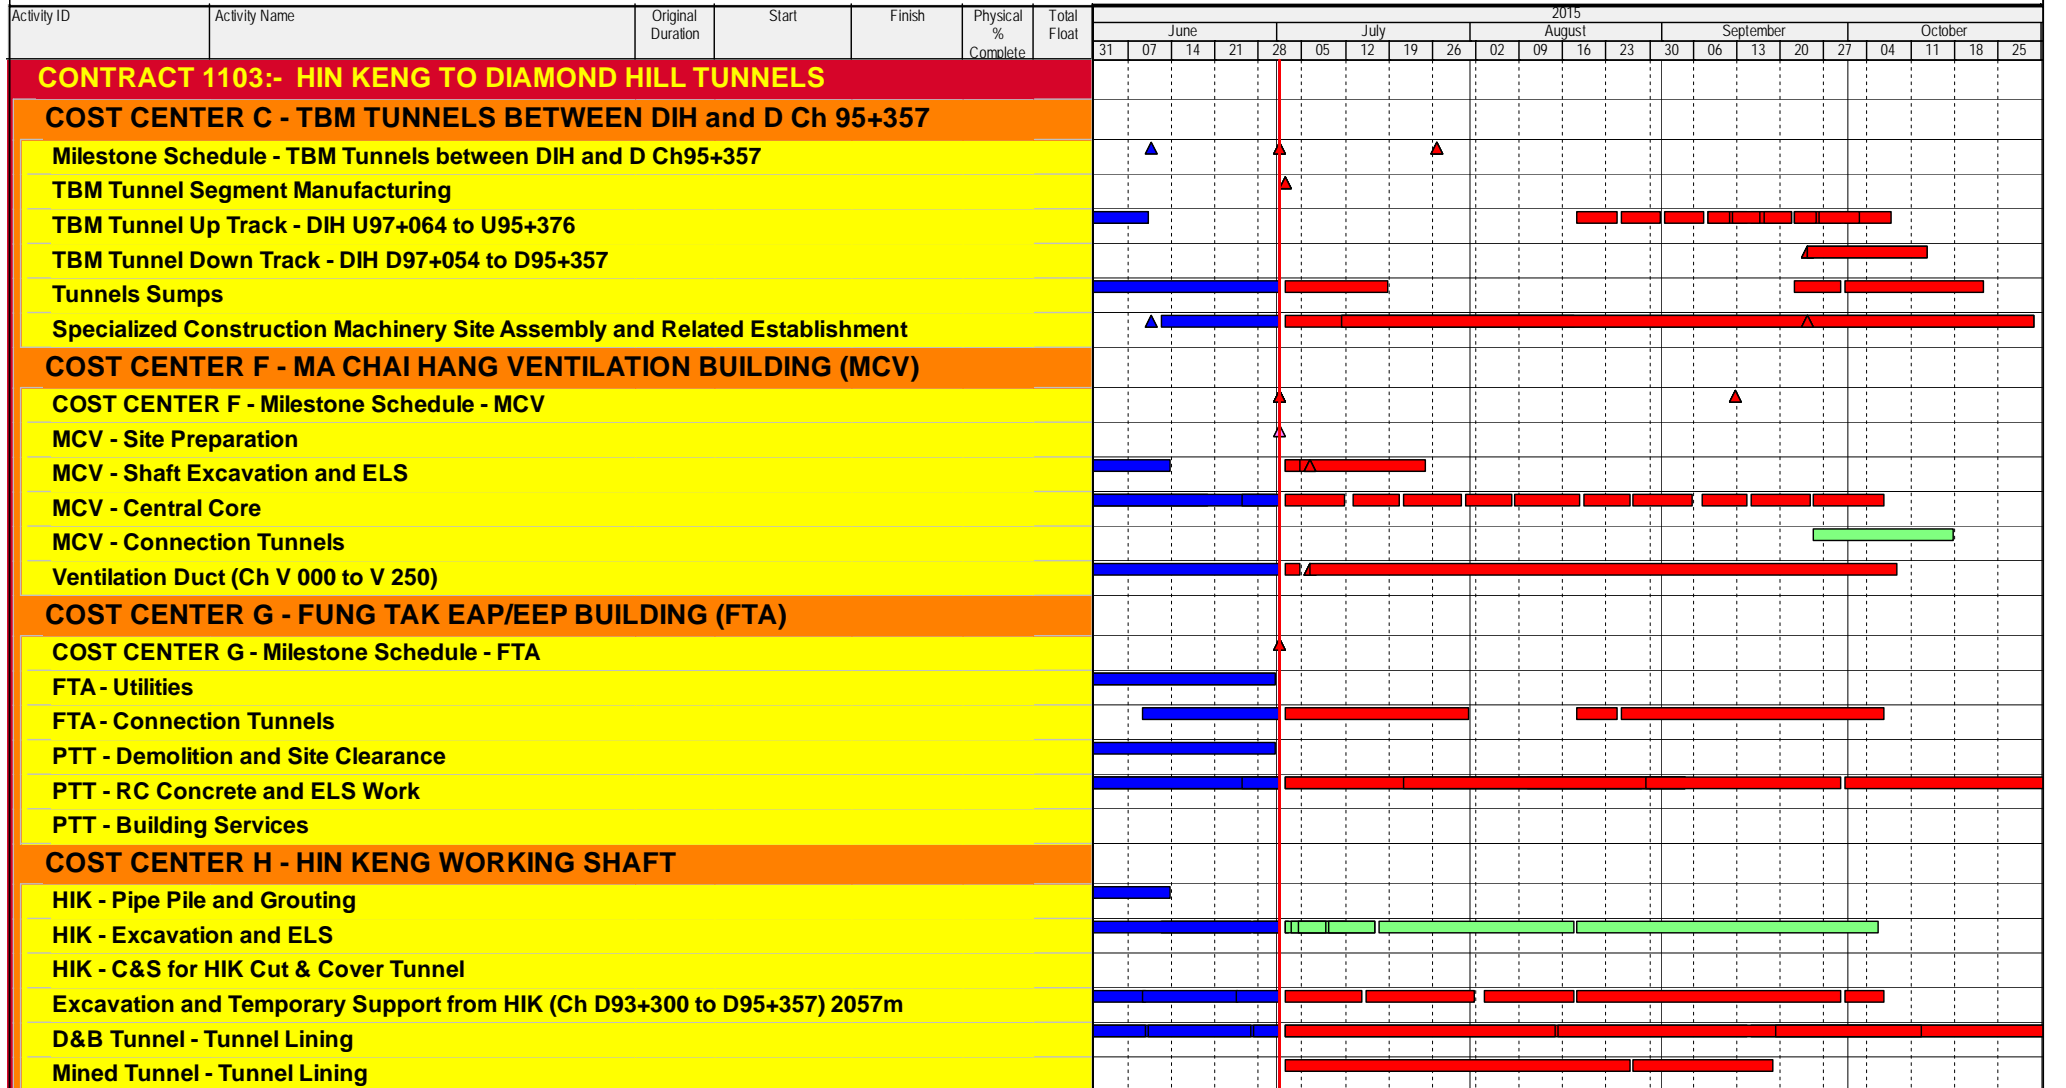 Activity ID Activity Name Original Duration Start Finish Physical % Complete Total Float 2015
June July August September October
31 07 14 21 28 05 12 19 26 02 09 16 23 30 06 13 20 27 04 11 18 25
CONTRACT 1103:- HIN KENG TO DIAMOND HILL TUNNELS
COST CENTER C - TBM TUNNELS BETWEEN DIH and D Ch 95+357
Milestone Schedule - TBM Tunnels between DIH and D Ch95+357
TBM Tunnel Segment Manufacturing
TBM Tunnel Up Track - DIH U97+064 to U95+376
TBM Tunnel Down Track - DIH D97+054 to D95+357
Tunnels Sumps
Specialized Construction Machinery Site Assembly and Related Establishment
COST CENTER F - MA CHAI HANG VENTILATION BUILDING (MCV)
COST CENTER F - Milestone Schedule - MCV
MCV - Site Preparation
MCV - Shaft Excavation and ELS
MCV - Central Core
MCV - Connection Tunnels
Ventilation Duct (Ch V 000 to V 250)
COST CENTER G - FUNG TAK EAP/EEP BUILDING (FTA)
COST CENTER G - Milestone Schedule - FTA
FTA - Utilities
FTA - Connection Tunnels
PTT - Demolition and Site Clearance
PTT - RC Concrete and ELS Work
PTT - Building Services
COST CENTER H - HIN KENG WORKING SHAFT
HIK - Pipe Pile and Grouting
HIK - Excavation and ELS
HIK - C&S for HIK Cut & Cover Tunnel
Excavation and Temporary Support from HIK (Ch D93+300 to D95+357) 2057m
D&B Tunnel - Tunnel Lining
Mined Tunnel - Tunnel Lining